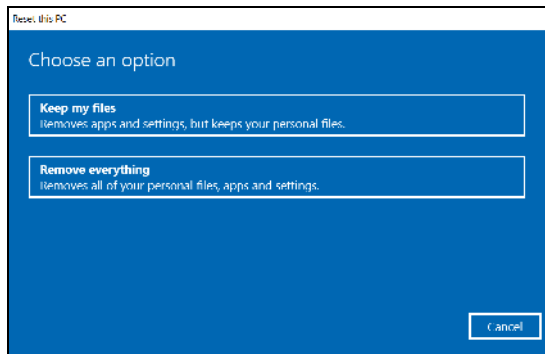 Reset this PC
Choose an option
Keep my files
Removes apps and settings, but keeps your personal files.
Remove everything
Removes all of your personal files, apps and settings.
Cancel